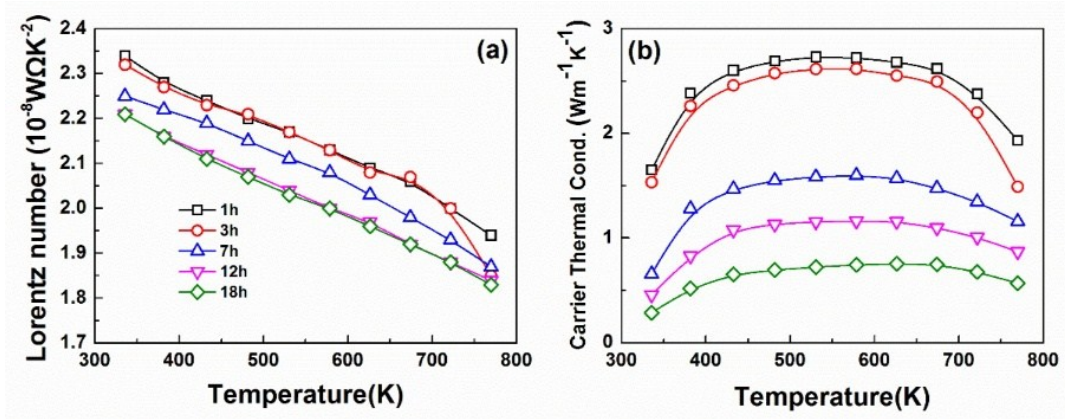 (a)
Lorentz number (10⁻⁸WΩK⁻²)
2.4
2.3
2.2
2.1
2.0
1.9
1.8
1.7
1h
3h
7h
12h
18h
300 400 500 600 700 800
Temperature(K)
(b)
Carrier Thermal Cond. (Wm⁻¹K⁻¹)
3
2
1
0
300 400 500 600 700 800
Temperature(K)